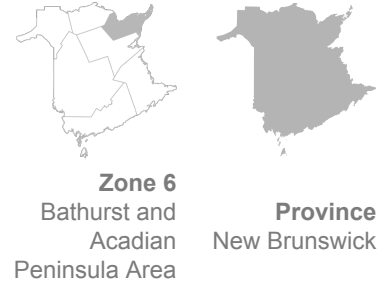 Zone 6
Bathurst and
Acadian
Peninsula Area
Province
New Brunswick